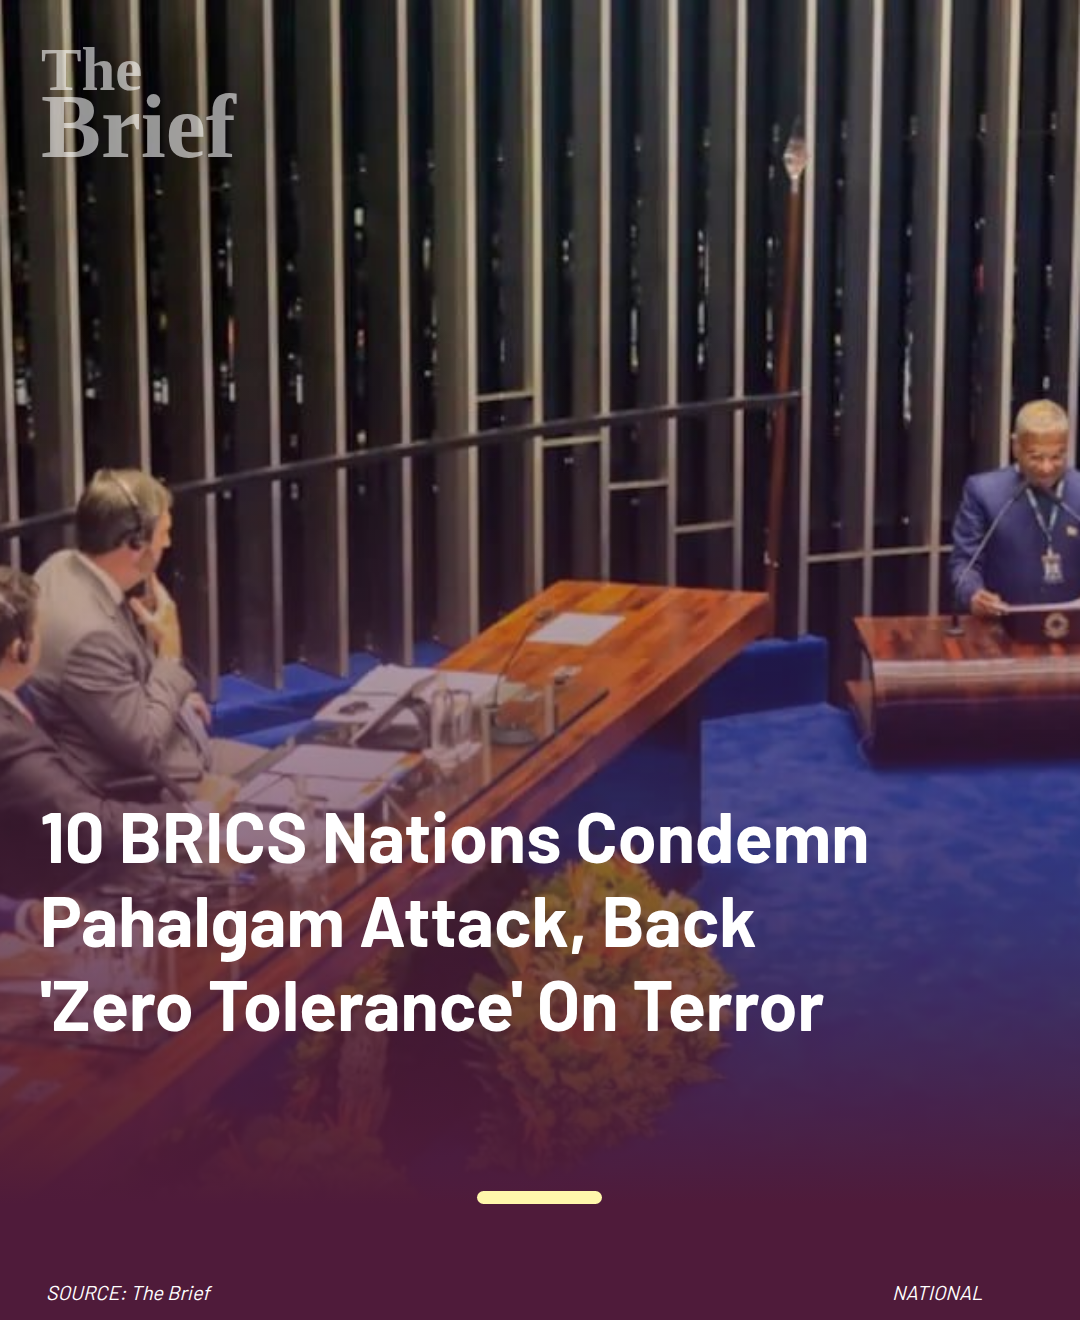 The
Brief
10 BRICS Nations Condemn
Pahalgam Attack, Back
'Zero Tolerance' On Terror
SOURCE: The Brief
NATIONAL